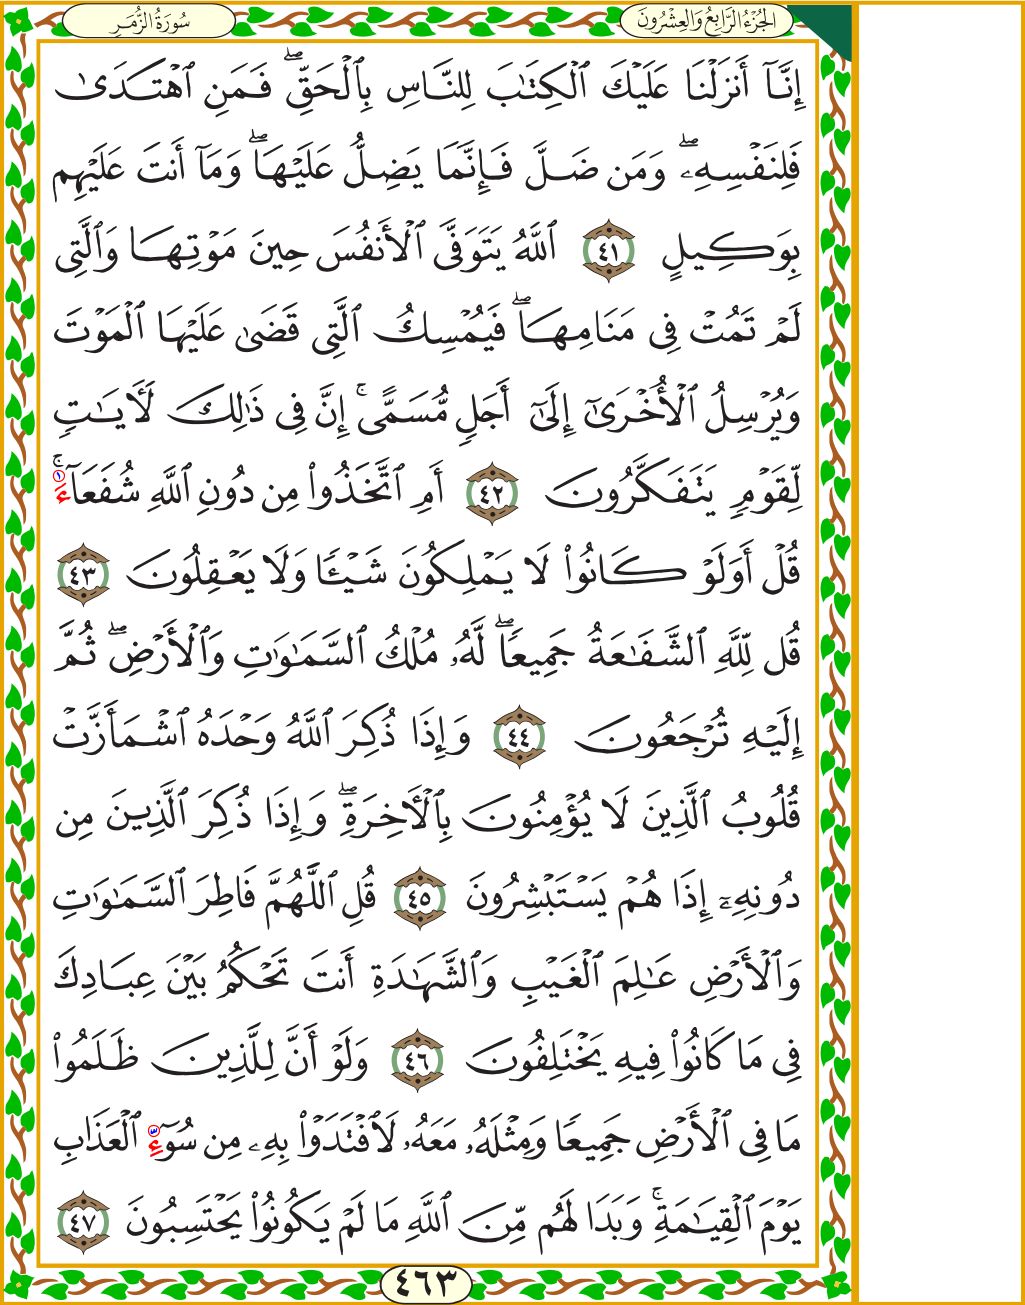 الجُزْءُ الرَّابِعُ وَالعِشْرُونَ
سُورَةُ الزُّمَرِ
إِنَّآ أَنزَلْنَا عَلَيْكَ ٱلْكِتَٰبَ لِلنَّاسِ بِٱلْحَقِّ ۖ فَمَنِ ٱهْتَدَىٰ
فَلِنَفْسِهِۦ ۖ وَمَن ضَلَّ فَإِنَّمَا يَضِلُّ عَلَيْهَا ۖ وَمَآ أَنتَ عَلَيْهِم
بِوَكِيلٍ ٤١ ٱللَّهُ يَتَوَفَّى ٱلْأَنفُسَ حِينَ مَوْتِهَا وَٱلَّتِى
لَمْ تَمُتْ فِى مَنَامِهَا ۖ فَيُمْسِكُ ٱلَّتِى قَضَىٰ عَلَيْهَا ٱلْمَوْتَ
وَيُرْسِلُ ٱلْأُخْرَىٰٓ إِلَىٰٓ أَجَلٍ مُّسَمًّى ۚ إِنَّ فِى ذَٰلِكَ لَءَايَٰتٍ
لِّقَوْمٍ يَتَفَكَّرُونَ ٤٢ أَمِ ٱتَّخَذُوا۟ مِن دُونِ ٱللَّهِ شُفَعَآءَ ۚ
قُلْ أَوَلَوْ كَانُوا۟ لَا يَمْلِكُونَ شَيْـًٔا وَلَا يَعْقِلُونَ ٤٣
قُل لِّلَّهِ ٱلشَّفَٰعَةُ جَمِيعًا ۖ لَّهُۥ مُلْكُ ٱلسَّمَٰوَٰتِ وَٱلْأَرْضِ ۖ ثُمَّ
إِلَيْهِ تُرْجَعُونَ ٤٤ وَإِذَا ذُكِرَ ٱللَّهُ وَحْدَهُ ٱشْمَأَزَّتْ
قُلُوبُ ٱلَّذِينَ لَا يُؤْمِنُونَ بِٱلْءَاخِرَةِ ۖ وَإِذَا ذُكِرَ ٱلَّذِينَ مِن
دُونِهِۦٓ إِذَا هُمْ يَسْتَبْشِرُونَ ٤٥ قُلِ ٱللَّهُمَّ فَاطِرَ ٱلسَّمَٰوَٰتِ
وَٱلْأَرْضِ عَٰلِمَ ٱلْغَيْبِ وَٱلشَّهَٰدَةِ أَنتَ تَحْكُمُ بَيْنَ عِبَادِكَ
فِى مَا كَانُوا۟ فِيهِ يَخْتَلِفُونَ ٤٦ وَلَوْ أَنَّ لِلَّذِينَ ظَلَمُوا۟
مَا فِى ٱلْأَرْضِ جَمِيعًا وَمِثْلَهُۥ مَعَهُۥ لَٱفْتَدَوْا۟ بِهِۦ مِن سُوٓءِ ٱلْعَذَابِ
يَوْمَ ٱلْقِيَٰمَةِ ۚ وَبَدَا لَهُم مِّنَ ٱللَّهِ مَا لَمْ يَكُونُوا۟ يَحْتَسِبُونَ ٤٧
٤٦٣